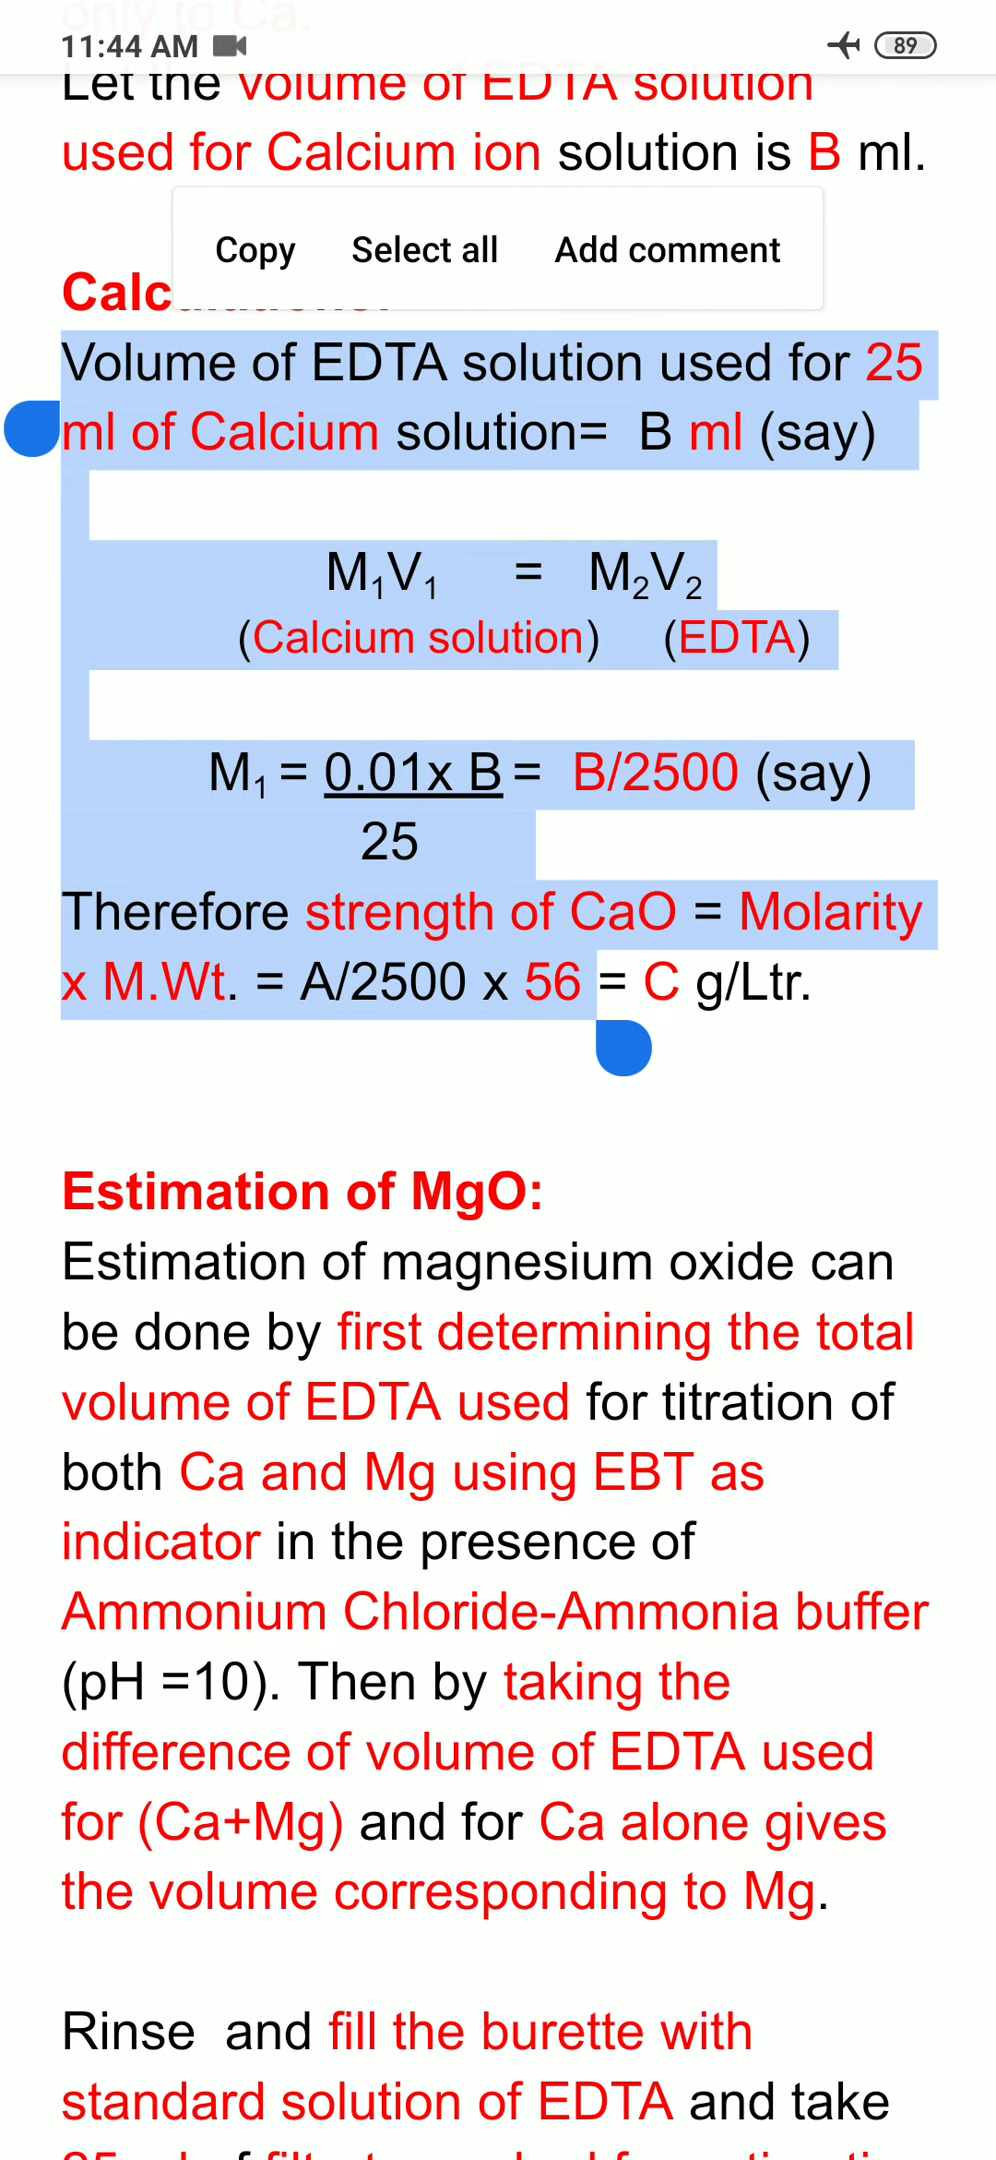 only to Ca.
11:44 AM 89
Let the volume of EDTA solution
used for Calcium ion solution is B ml.
Copy Select all Add comment
Calculations:
Volume of EDTA solution used for 25
ml of Calcium solution= B ml (say)
M₁V₁ = M₂V₂
(Calcium solution) (EDTA)
M₁ = 0.01x B = B/2500 (say)
25
Therefore strength of CaO = Molarity
x M.Wt. = A/2500 x 56 = C g/Ltr.
Estimation of MgO:
Estimation of magnesium oxide can
be done by first determining the total
volume of EDTA used for titration of
both Ca and Mg using EBT as
indicator in the presence of
Ammonium Chloride-Ammonia buffer
(pH =10). Then by taking the
difference of volume of EDTA used
for (Ca+Mg) and for Ca alone gives
the volume corresponding to Mg.
Rinse and fill the burette with
standard solution of EDTA and take